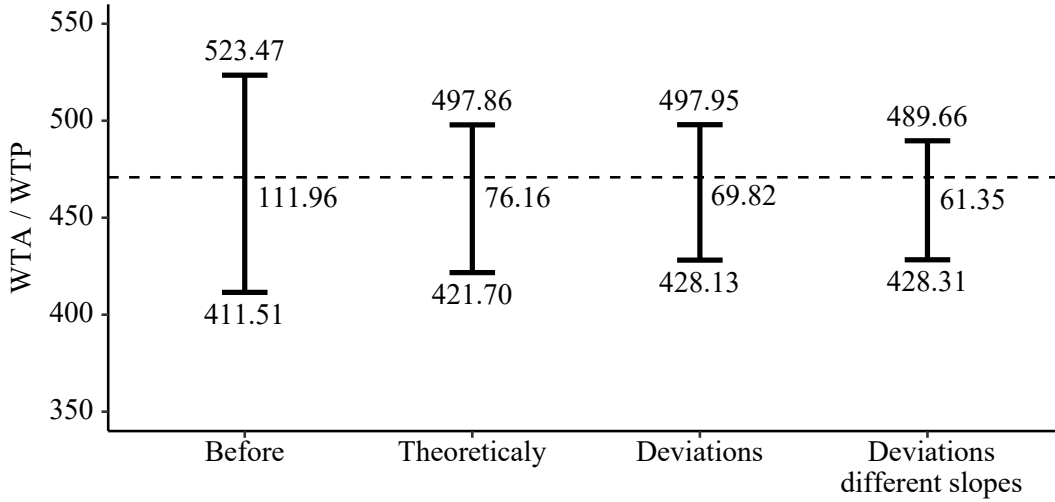 550
500
450
400
350
WTA / WTP
523.47
111.96
411.51
497.86
76.16
421.70
497.95
69.82
428.13
489.66
61.35
428.31
Before
Theoreticaly
Deviations
Deviations
different slopes